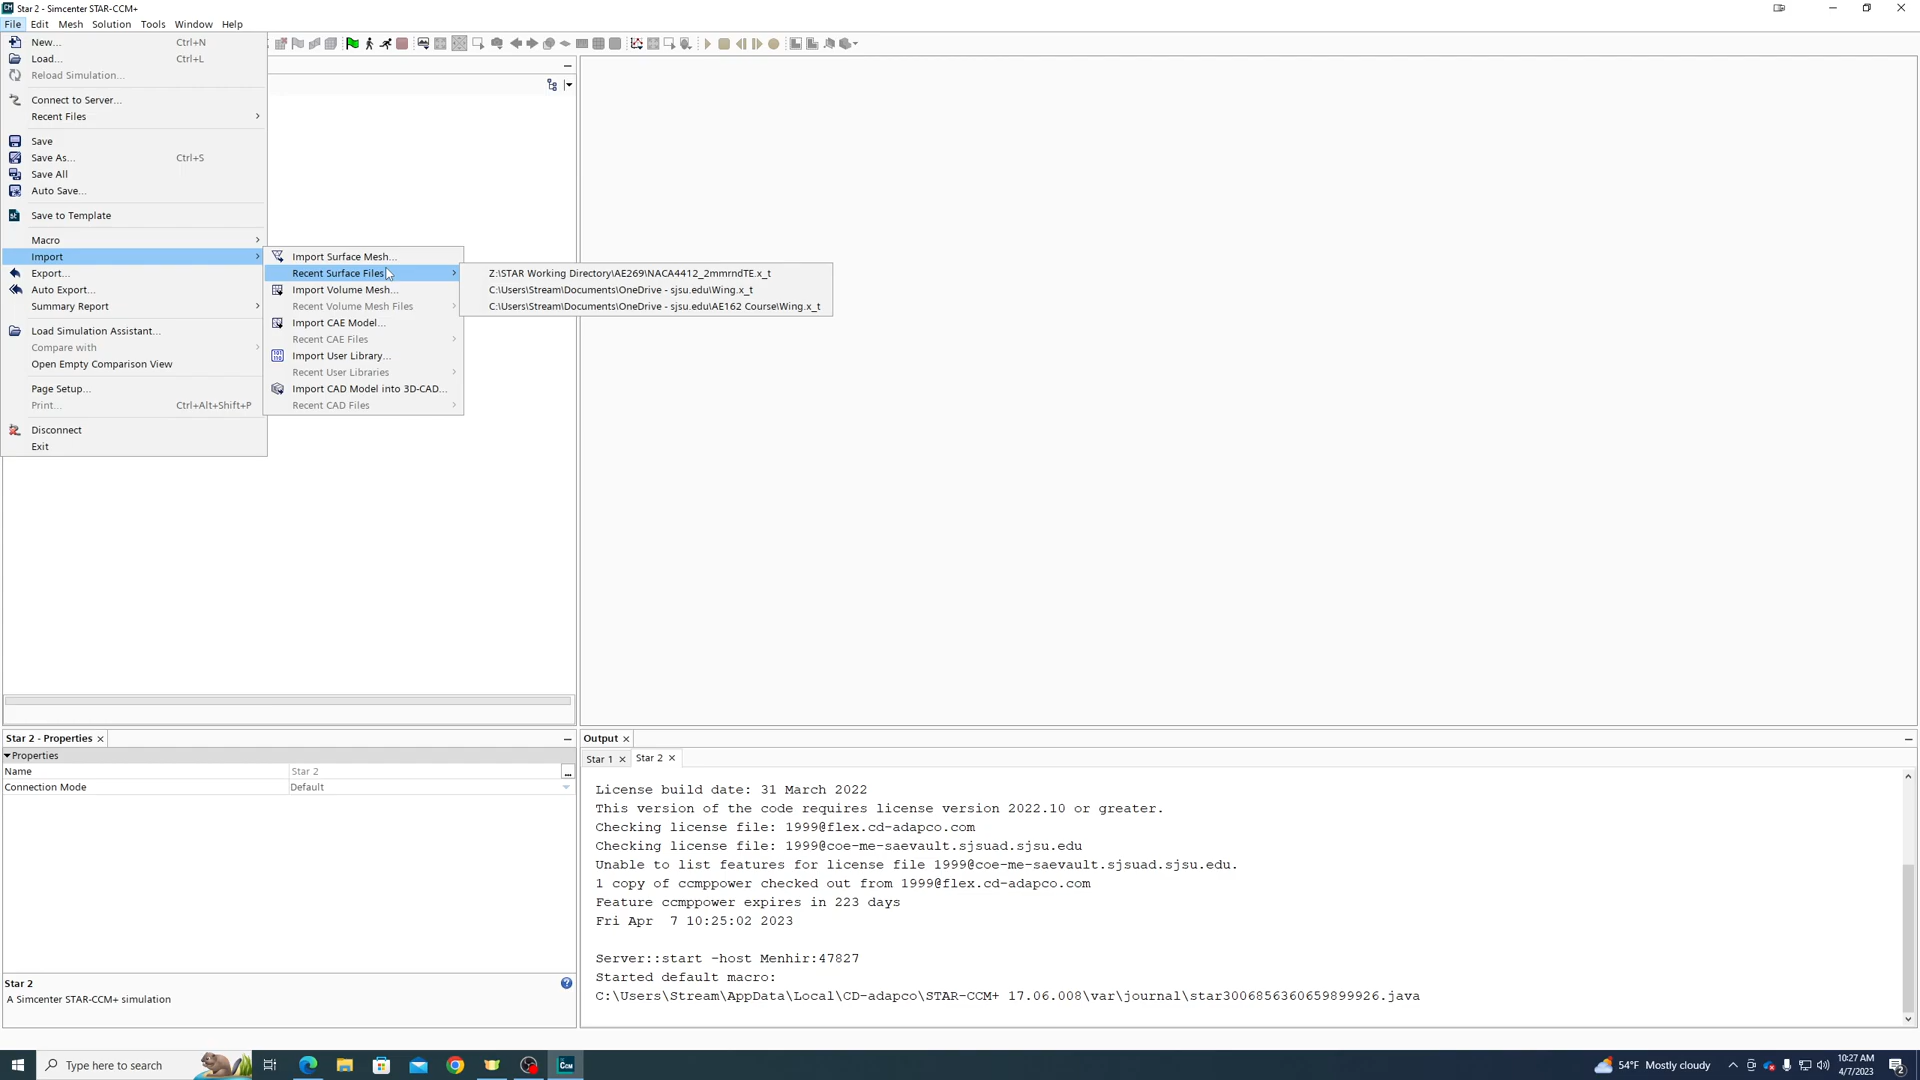 Star 2 - Simcenter STAR-CCM+
File Edit Mesh Solution Tools Window Help
New... Ctrl+N
Load... Ctrl+L
Reload Simulation...
Connect to Server...
Recent Files
Save
Save As... Ctrl+S
Save All
Auto Save...
Save to Template
Macro
Import
Export...
Auto Export...
Summary Report
Load Simulation Assistant...
Compare with
Open Empty Comparison View
Page Setup...
Print... Ctrl+Alt+Shift+P
Disconnect
Exit
Import Surface Mesh...
Recent Surface Files
Import Volume Mesh...
Recent Volume Mesh Files
Import CAE Model...
Recent CAE Files
Import User Library...
Recent User Libraries
Import CAD Model into 3D-CAD...
Recent CAD Files
Z:\STAR Working Directory\AE269\NACA4412_2mmrndTE.x_t
C:\Users\Stream\Documents\OneDrive - sjsu.edu\Wing.x_t
C:\Users\Stream\Documents\OneDrive - sjsu.edu\AE162 Course\Wing.x_t
Star 2 - Properties
Properties
Name Star 2
Connection Mode Default
Star 2
A Simcenter STAR-CCM+ simulation
Output
Star 1 Star 2
License build date: 31 March 2022
This version of the code requires license version 2022.10 or greater.
Checking license file: 1999@flex.cd-adapco.com
Checking license file: 1999@coe-me-saevault.sjsuad.sjsu.edu
Unable to list features for license file 1999@coe-me-saevault.sjsuad.sjsu.edu.
1 copy of ccmppower checked out from 1999@flex.cd-adapco.com
Feature ccmppower expires in 223 days
Fri Apr  7 10:25:02 2023
Server::start -host Menhir:47827
Started default macro:
C:\Users\Stream\AppData\Local\CD-adapco\STAR-CCM+ 17.06.008\var\journal\star3006856360659899926.java
Type here to search
54°F Mostly cloudy
10:27 AM
4/7/2023
2